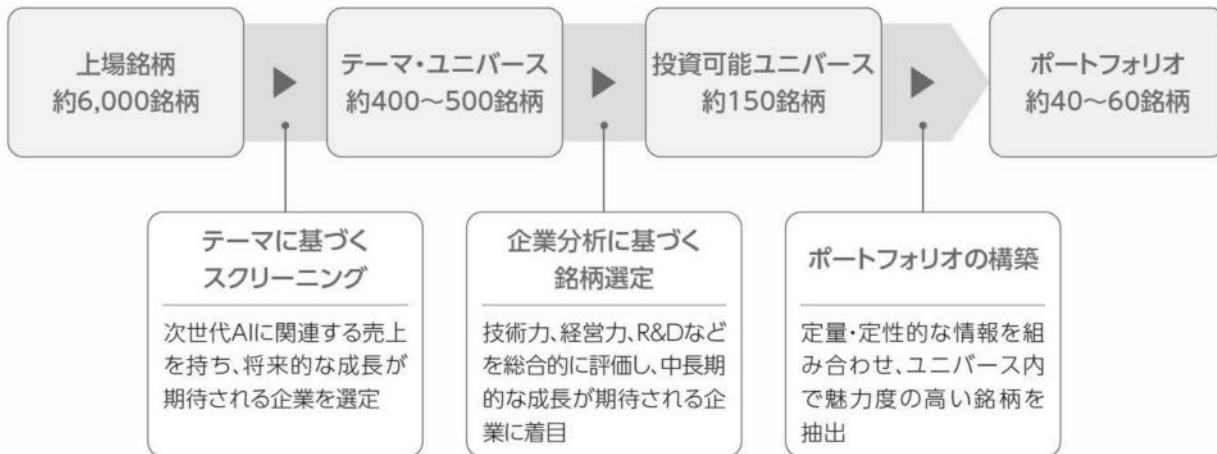 上場銘柄
約6,000銘柄
テーマ・ユニバース
約400〜500銘柄
投資可能ユニバース
約150銘柄
ポートフォリオ
約40〜60銘柄
テーマに基づく
スクリーニング
次世代AIに関連する売上
を持ち、将来的な成長が
期待される企業を選定
企業分析に基づく
銘柄選定
技術力、経営力、R&Dなど
を総合的に評価し、中長期
的な成長が期待される企
業に着目
ポートフォリオの構築
定量・定性的な情報を組
み合わせ、ユニバース内
で魅力度の高い銘柄を
抽出